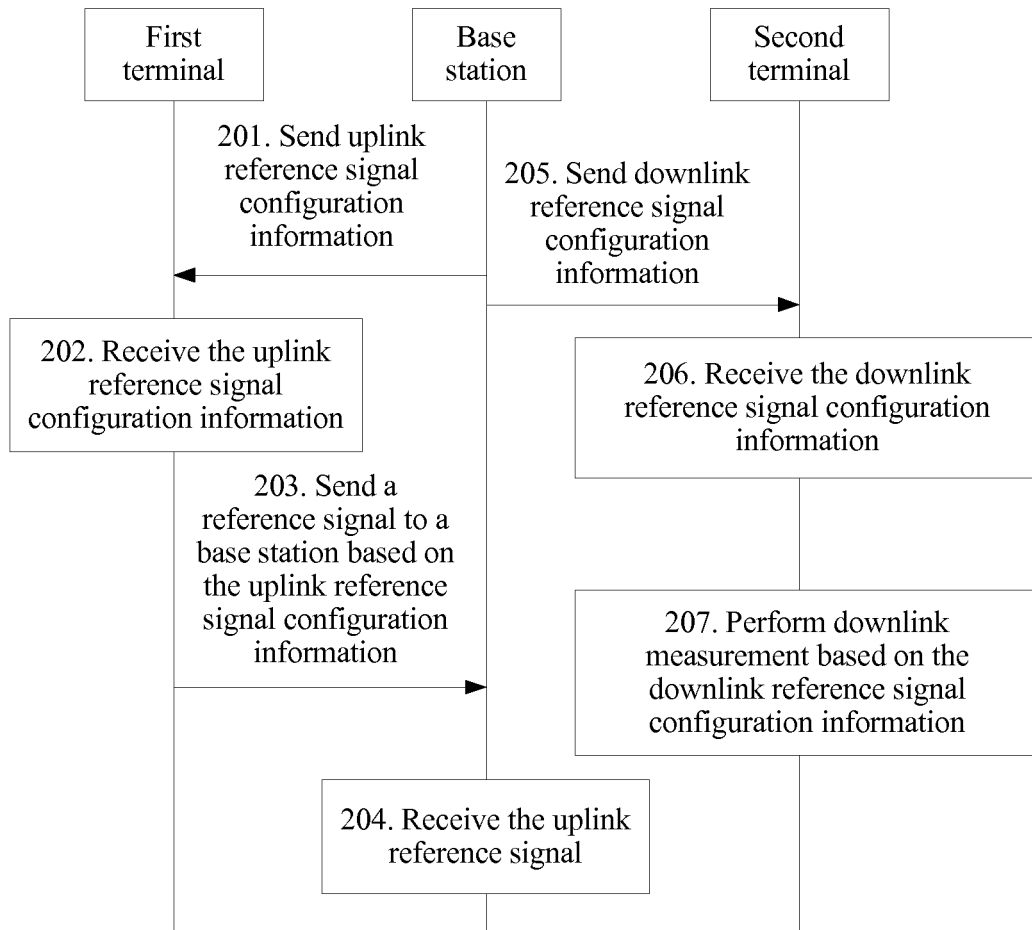 First
terminal
Base
station
Second
terminal
201. Send uplink
reference signal
configuration
information
205. Send downlink
reference signal
configuration
information
202. Receive the uplink
reference signal
configuration information
206. Receive the downlink
reference signal configuration
information
203. Send a
reference signal to a
base station based on
the uplink reference
signal configuration
information
207. Perform downlink
measurement based on the
downlink reference signal
configuration information
204. Receive the uplink
reference signal